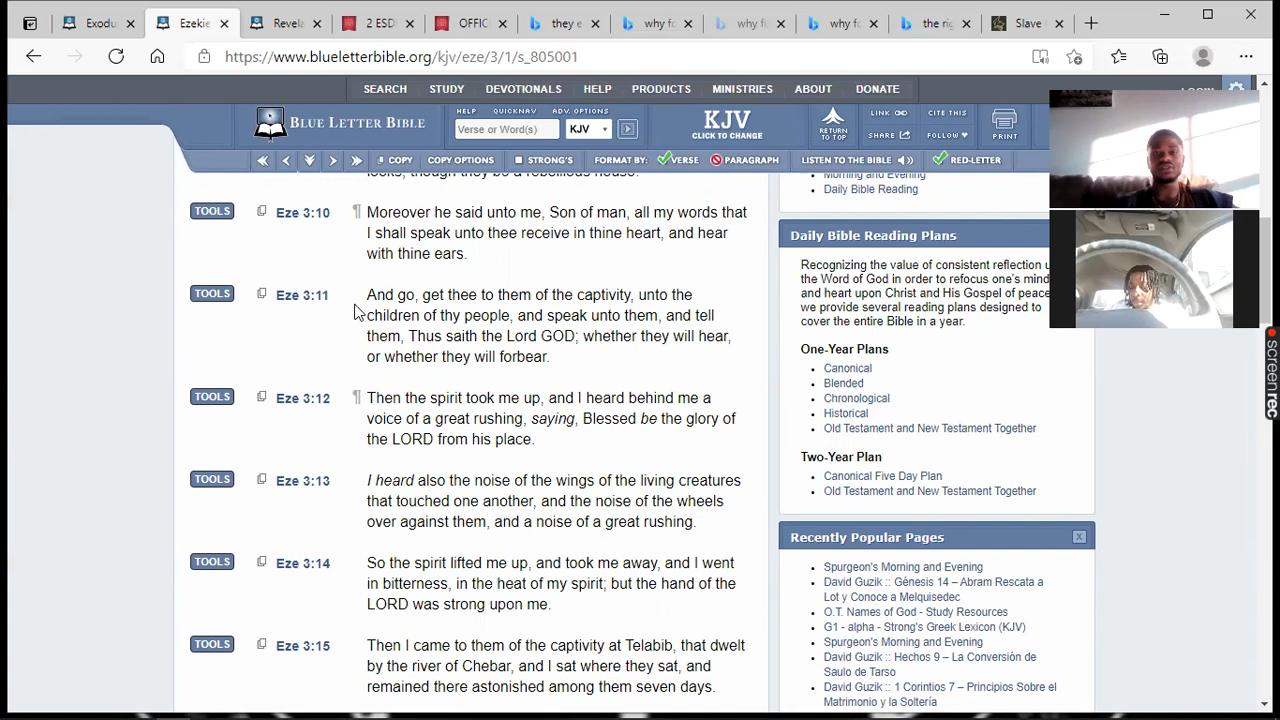 Exodu
Ezekie
Revela
2 ESD
OFFIC
they e
why fo
why fo
why fo
the rig
Slave
https://www.blueletterbible.org/kjv/eze/3/1/s_805001
SEARCH STUDY DEVOTIONALS HELP PRODUCTS MINISTRIES ABOUT DONATE
BLUE LETTER BIBLE
HELP QUICKNAV ADV. OPTIONS
Verse or Word(s) KJV
KJV
CLICK TO CHANGE
RETURN
TO TOP
LINK CITE THIS
SHARE FOLLOW
PRINT
COPY COPY OPTIONS STRONG'S FORMAT BY: VERSE PARAGRAPH LISTEN TO THE BIBLE RED-LETTER
looks, though they be a rebellious house.
TOOLS Eze 3:10 ¶ Moreover he said unto me, Son of man, all my words that
I shall speak unto thee receive in thine heart, and hear
with thine ears.
TOOLS Eze 3:11 And go, get thee to them of the captivity, unto the
children of thy people, and speak unto them, and tell
them, Thus saith the Lord GOD; whether they will hear,
or whether they will forbear.
TOOLS Eze 3:12 ¶ Then the spirit took me up, and I heard behind me a
voice of a great rushing, saying, Blessed be the glory of
the LORD from his place.
TOOLS Eze 3:13 I heard also the noise of the wings of the living creatures
that touched one another, and the noise of the wheels
over against them, and a noise of a great rushing.
TOOLS Eze 3:14 So the spirit lifted me up, and took me away, and I went
in bitterness, in the heat of my spirit; but the hand of the
LORD was strong upon me.
TOOLS Eze 3:15 Then I came to them of the captivity at Telabib, that dwelt
by the river of Chebar, and I sat where they sat, and
remained there astonished among them seven days.
Morning and Evening
Daily Bible Reading
Daily Bible Reading Plans
Recognizing the value of consistent reflection
the Word of God in order to refocus one's mind
and heart upon Christ and His Gospel of peace
we provide several reading plans designed to
cover the entire Bible in a year.
One-Year Plans
Canonical
Blended
Chronological
Historical
Old Testament and New Testament Together
Two-Year Plan
Canonical Five Day Plan
Old Testament and New Testament Together
Recently Popular Pages
Spurgeon's Morning and Evening
David Guzik :: Génesis 14 – Abram Rescata a
Lot y Conoce a Melquisedec
O.T. Names of God - Study Resources
G1 - alpha - Strong's Greek Lexicon (KJV)
Spurgeon's Morning and Evening
David Guzik :: Hechos 9 – La Conversión de
Saulo de Tarso
David Guzik :: 1 Corintios 7 – Principios Sobre el
Matrimonio y la Soltería
screenrec